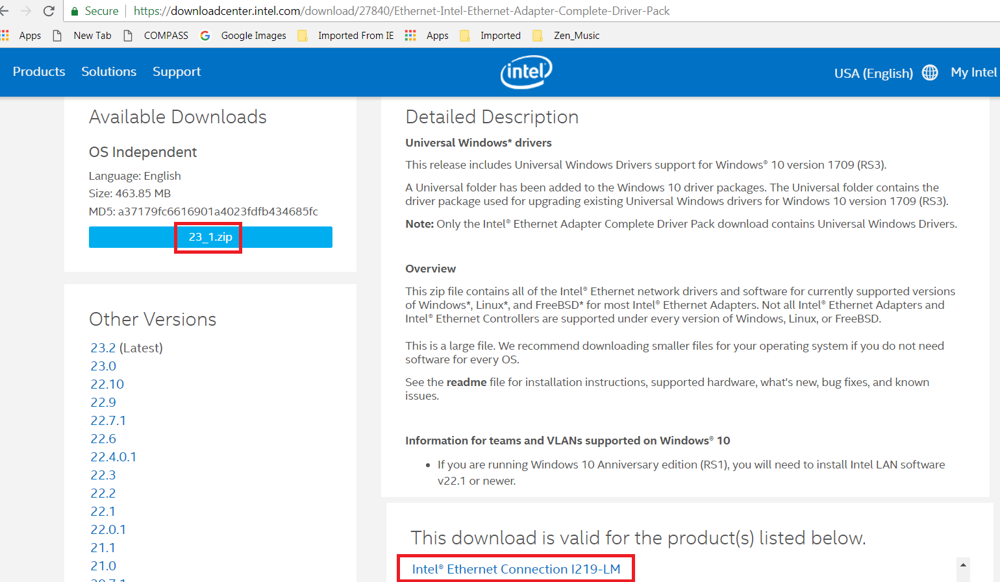 Secure https://downloadcenter.intel.com/download/27840/Ethernet-Intel-Ethernet-Adapter-Complete-Driver-Pack
Apps New Tab COMPASS Google Images Imported From IE Apps Imported Zen_Music
Products Solutions Support intel USA (English) My Intel
Available Downloads
OS Independent
Language: English
Size: 463.85 MB
MD5: a37179fc6616901a4023fdfb434685fc
23_1.zip
Other Versions
23.2 (Latest)
23.0
22.10
22.9
22.7.1
22.6
22.4.0.1
22.3
22.2
22.1
22.0.1
21.1
21.0
Detailed Description
Universal Windows* drivers
This release includes Universal Windows Drivers support for Windows® 10 version 1709 (RS3).
A Universal folder has been added to the Windows 10 driver packages. The Universal folder contains the
driver package used for upgrading existing Universal Windows drivers for Windows 10 version 1709 (RS3).
Note: Only the Intel® Ethernet Adapter Complete Driver Pack download contains Universal Windows Drivers.
Overview
This zip file contains all of the Intel® Ethernet network drivers and software for currently supported versions
of Windows*, Linux*, and FreeBSD* for most Intel® Ethernet Adapters. Not all Intel® Ethernet Adapters and
Intel® Ethernet Controllers are supported under every version of Windows, Linux, or FreeBSD.
This is a large file. We recommend downloading smaller files for your operating system if you do not need
software for every OS.
See the readme file for installation instructions, supported hardware, what's new, bug fixes, and known
issues.
Information for teams and VLANs supported on Windows® 10
• If you are running Windows 10 Anniversary edition (RS1), you will need to install Intel LAN software
v22.1 or newer.
This download is valid for the product(s) listed below.
Intel® Ethernet Connection I219-LM